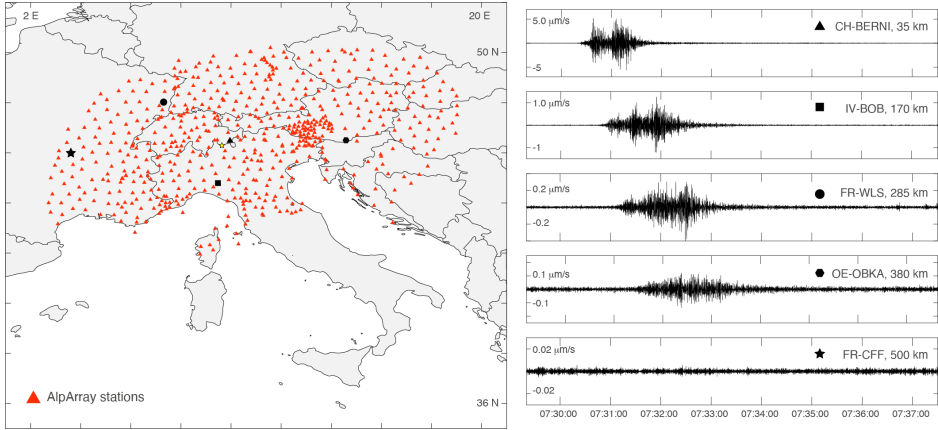 2 E
20 E
50 N
36 N
AlpArray stations
5.0 μm/s
CH-BERNI, 35 km
-5
1.0 μm/s
IV-BOB, 170 km
-1
0.2 μm/s
FR-WLS, 285 km
-0.2
0.1 μm/s
OE-OBKA, 380 km
-0.1
0.02 μm/s
FR-CFF, 500 km
-0.02
07:30:00 07:31:00 07:32:00 07:33:00 07:34:00 07:35:00 07:36:00 07:37:00